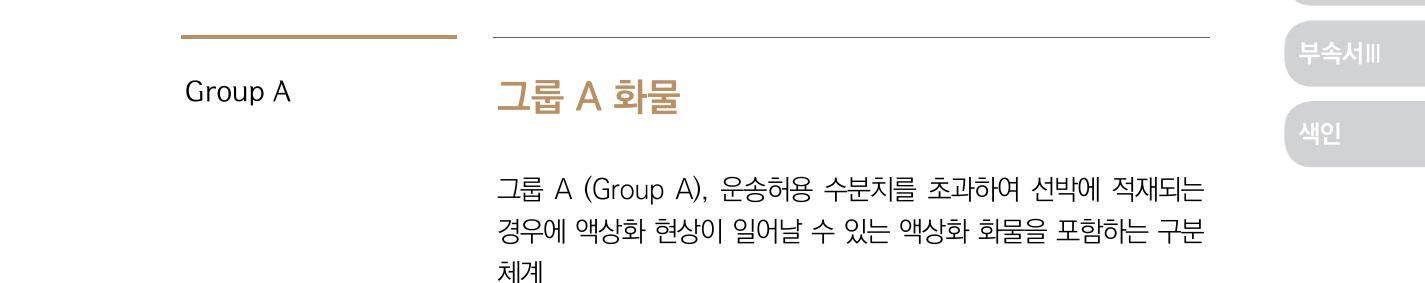 부속서Ⅲ
Group A
그룹 A 화물
색인
그룹 A (Group A), 운송허용 수분치를 초과하여 선박에 적재되는
경우에 액상화 현상이 일어날 수 있는 액상화 화물을 포함하는 구분
체계